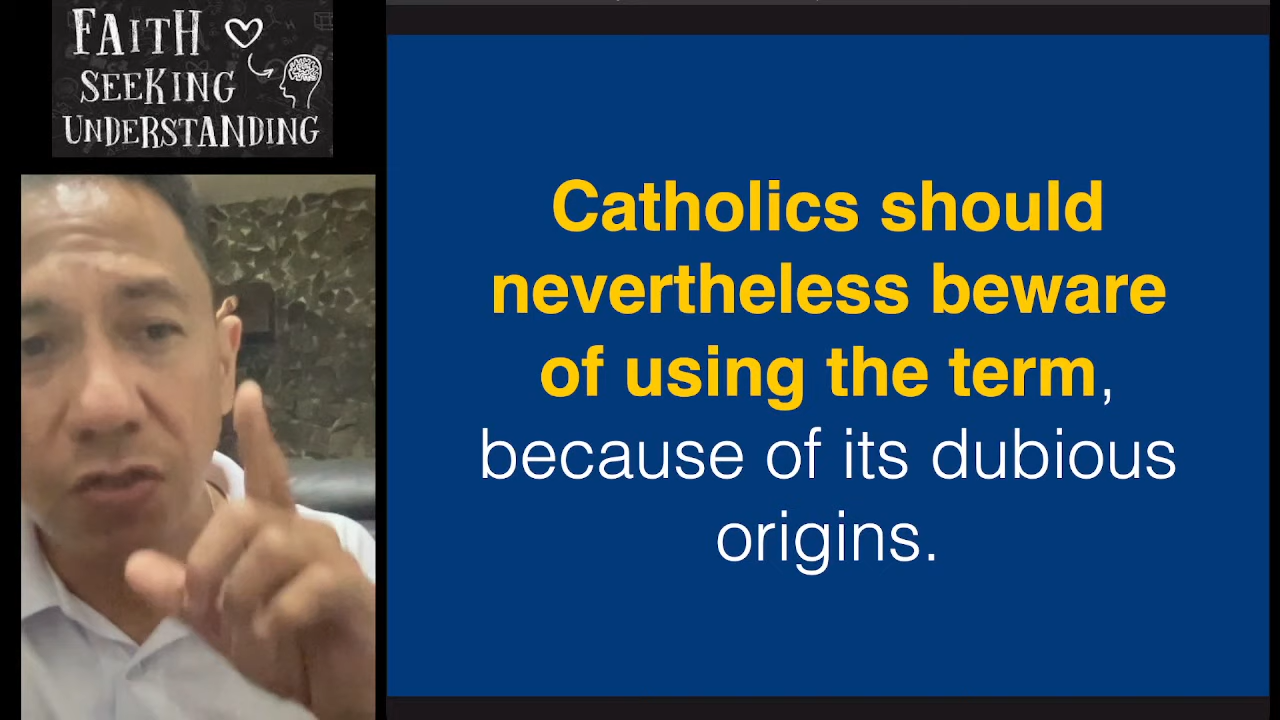 FAITH
SEEKING
UNDERSTANDING
Catholics should
nevertheless beware
of using the term,
because of its dubious
origins.